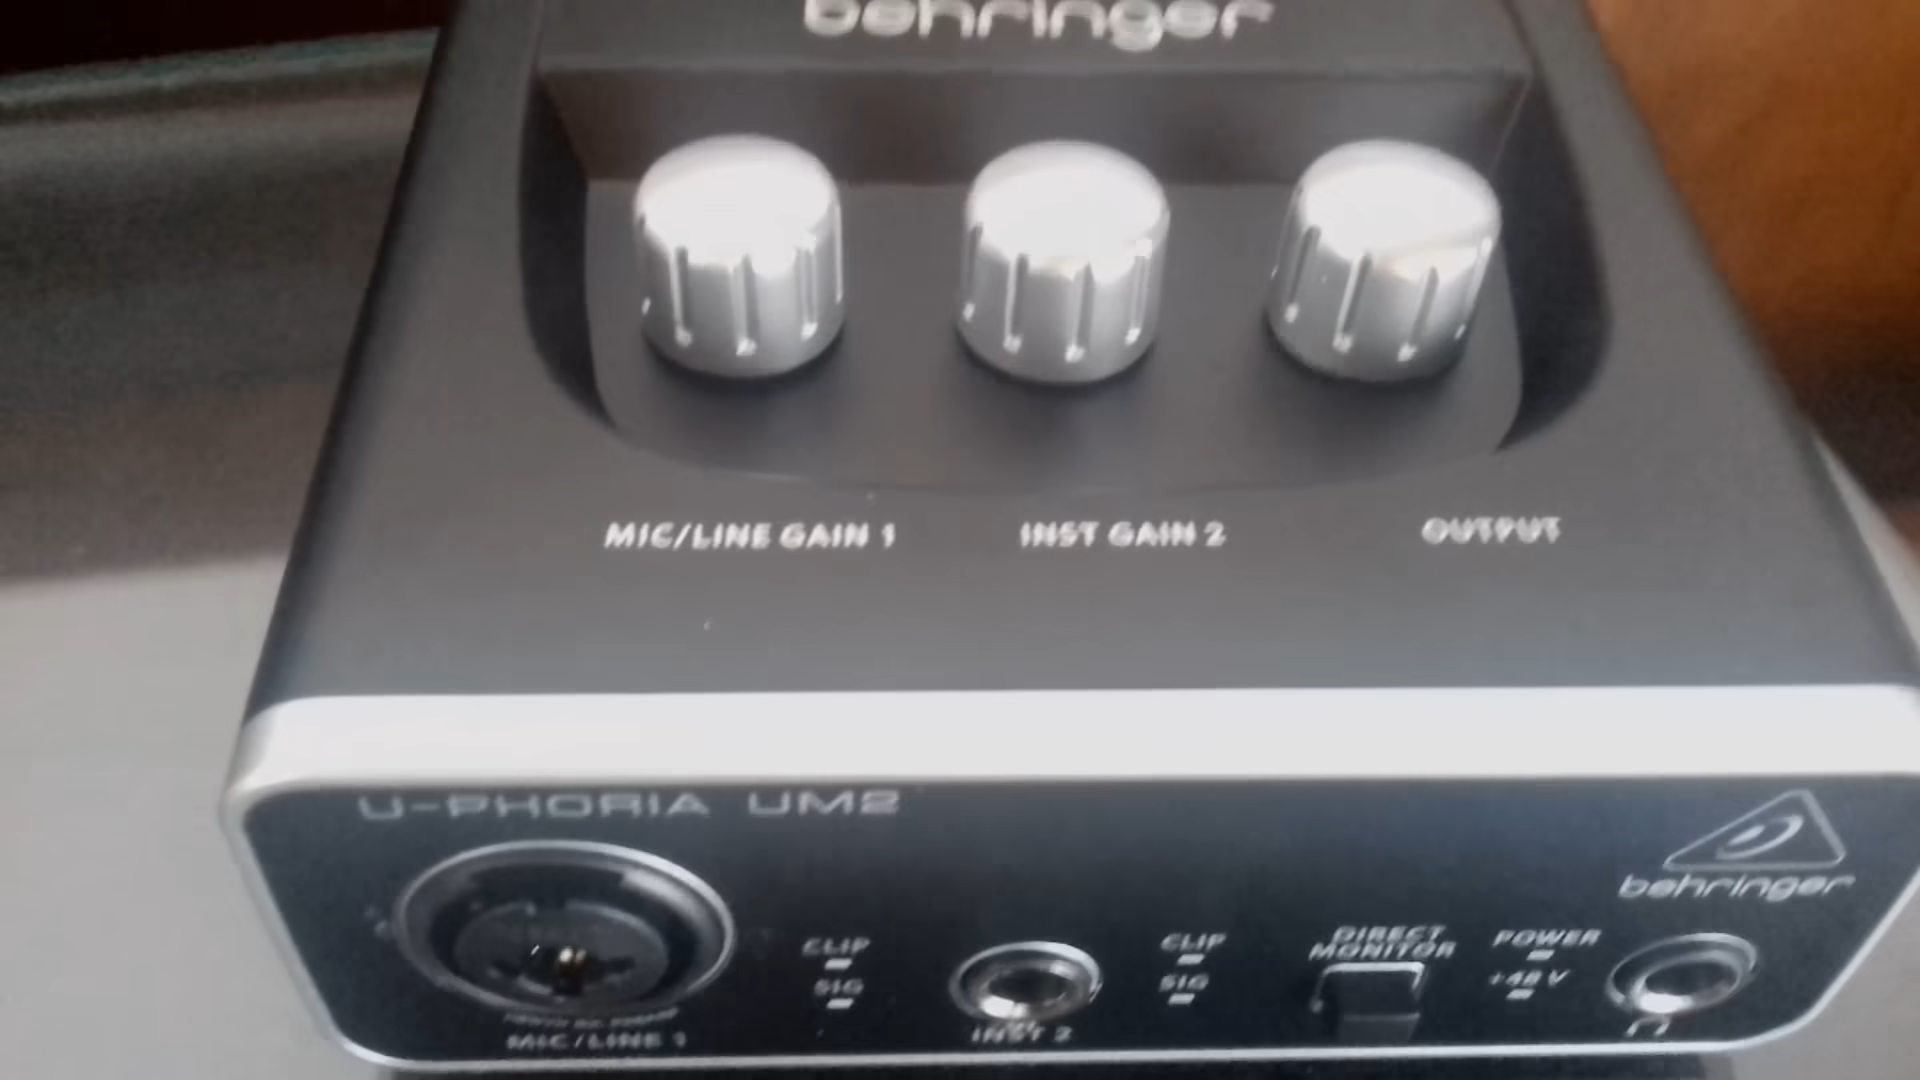 behringer
MIC/LINE GAIN 1
INST GAIN 2
OUTPUT
U-PHORIA UM2
behringer
CLIP
SIG
CLIP
SIG
DIRECT
MONITOR
POWER
+48 V
MIC/LINE 1
INST 2